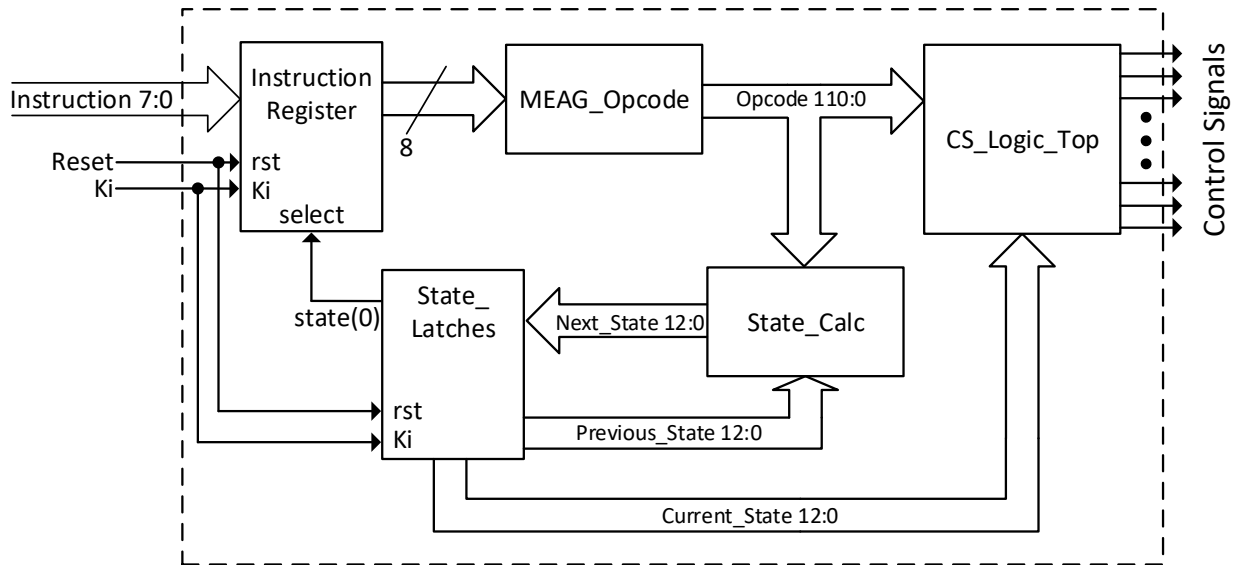 Instruction 7:0
Reset
Ki
Instruction
Register
rst
Ki
select
8
MEAG_Opcode
Opcode 110:0
CS_Logic_Top
Control Signals
state(0)
State_
Latches
rst
Ki
Next_State 12:0
State_Calc
Previous_State 12:0
Current_State 12:0